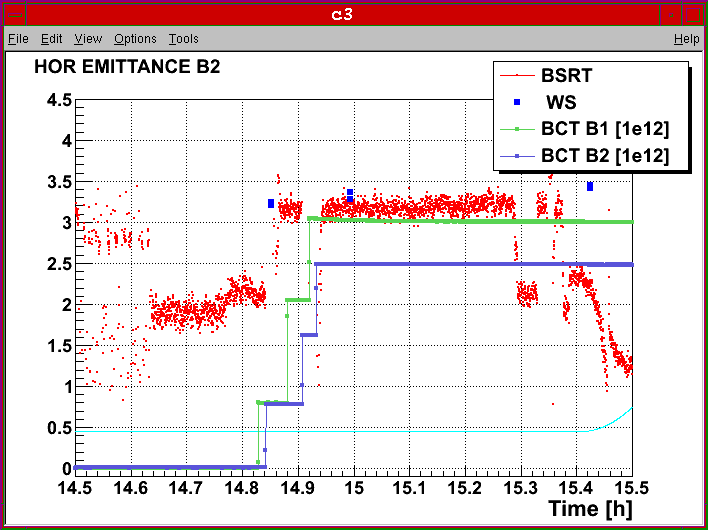 c3
File Edit View Options Tools Help
HOR EMITTANCE B2
BSRT
WS
BCT B1 [1e12]
BCT B2 [1e12]
4.5
4
3.5
3
2.5
2
1.5
1
0.5
0
14.5 14.6 14.7 14.8 14.9 15 15.1 15.2 15.3 15.4 15.5
Time [h]